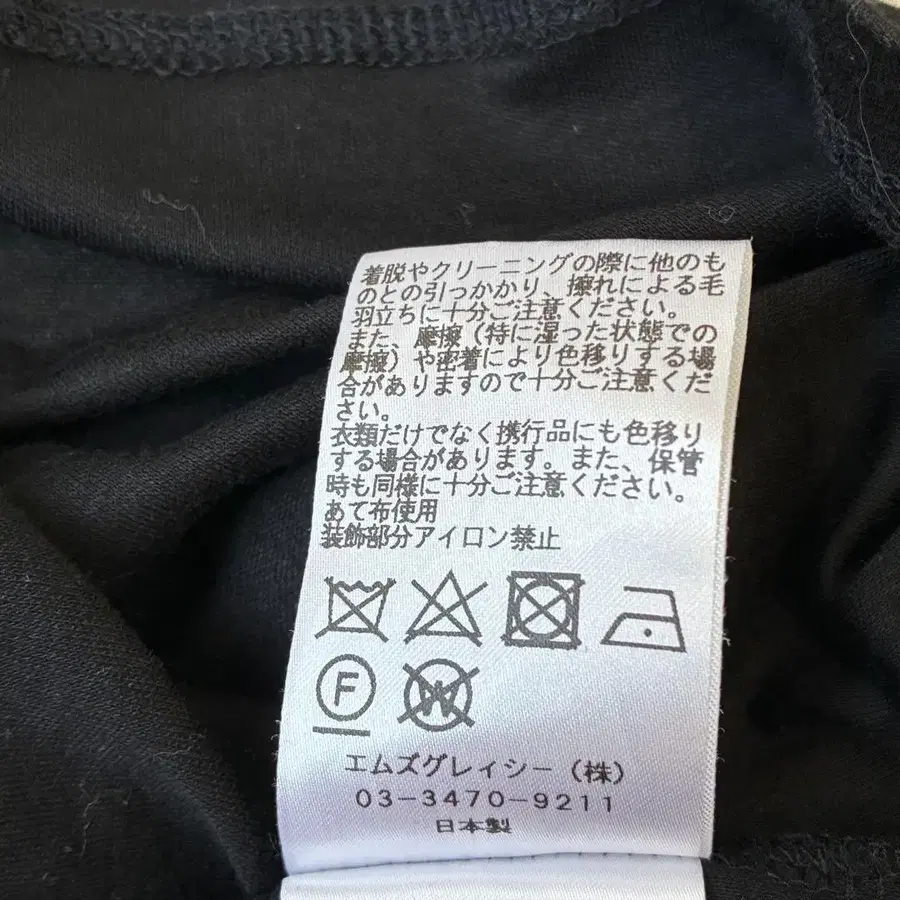 着脱やクリーニングの際に他のも
のとの引っかかり、擦れによる毛
羽立ちに十分ご注意ください。
また、摩擦（特に湿った状態での
摩擦）や密着により色移りする場
合がありますので十分ご注意くだ
さい。
衣類だけでなく携行品にも色移り
する場合があります。また、保管
時も同様に十分ご注意ください。
あて布使用
装飾部分アイロン禁止
F
W
エムズグレイシー（株）
03-3470-9211
日本製